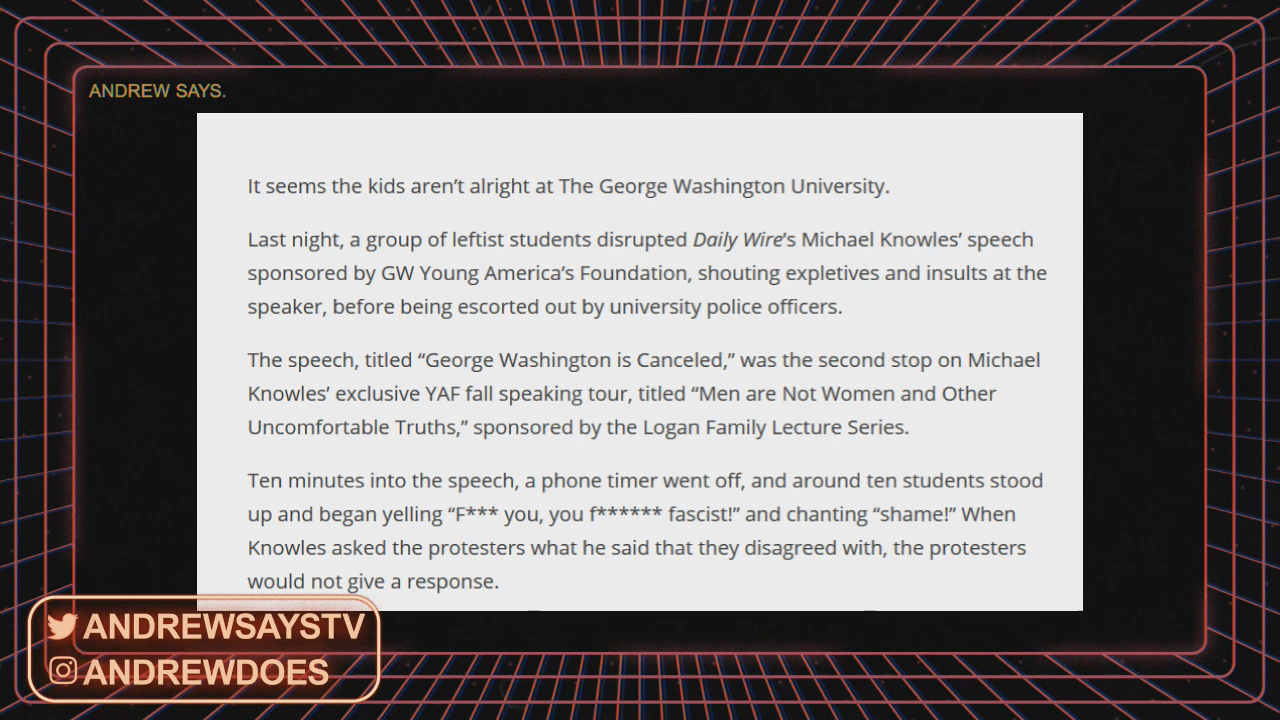 ANDREW SAYS.
It seems the kids aren’t alright at The George Washington University.
Last night, a group of leftist students disrupted Daily Wire’s Michael Knowles’ speech
sponsored by GW Young America’s Foundation, shouting expletives and insults at the
speaker, before being escorted out by university police officers.
The speech, titled “George Washington is Canceled,” was the second stop on Michael
Knowles’ exclusive YAF fall speaking tour, titled “Men are Not Women and Other
Uncomfortable Truths,” sponsored by the Logan Family Lecture Series.
Ten minutes into the speech, a phone timer went off, and around ten students stood
up and began yelling “F*** you, you f****** fascist!” and chanting “shame!” When
Knowles asked the protesters what he said that they disagreed with, the protesters
would not give a response.
ANDREWSAYSTV
ANDREWDOES